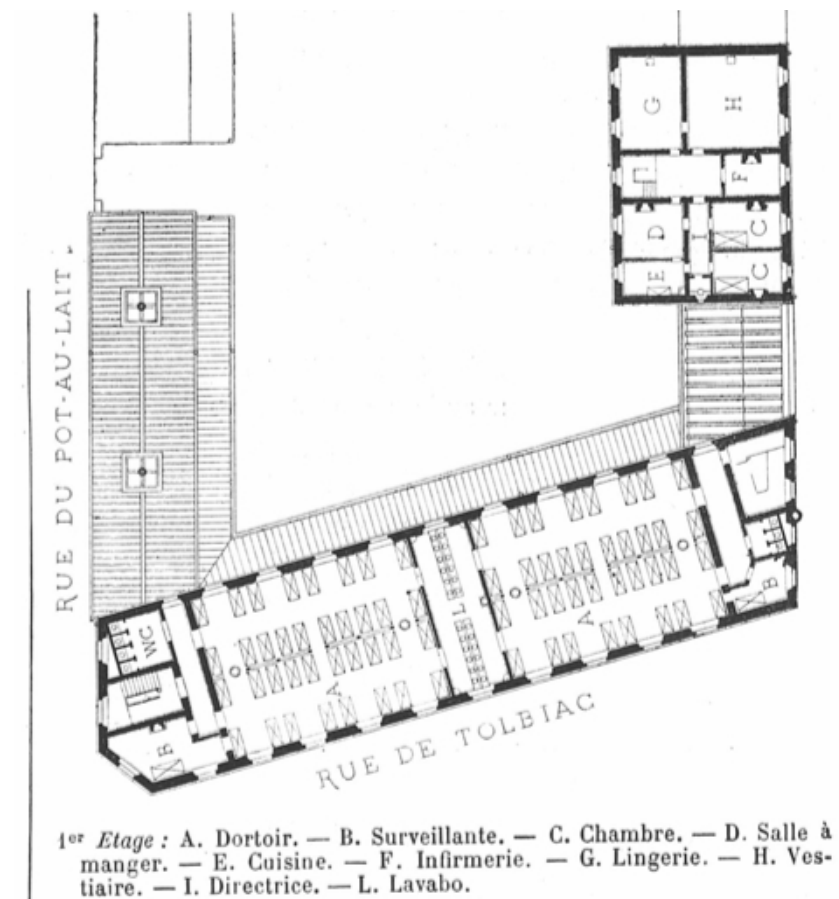 G
H
F
D
I
C
E
C
RUE DU POT-AU-LAIT
L
A
B
WC
A
B
RUE DE TOLBIAC
1er Etage : A. Dortoir. — B. Surveillante. — C. Chambre. — D. Salle à
manger. — E. Cuisine. — F. Infirmerie. — G. Lingerie. — H. Ves-
tiaire. — I. Directrice. — L. Lavabo.